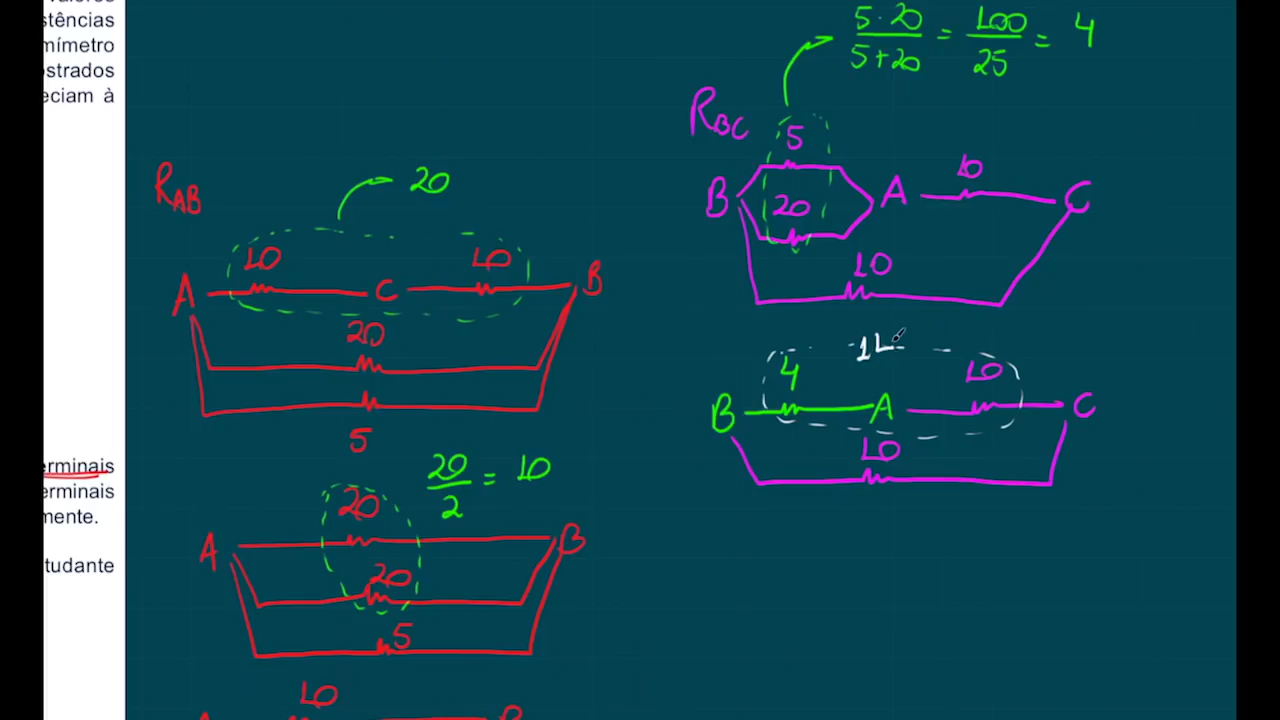 stências
mímetro
strados
eciam à
erminais
erminais
mente.
tudante
R_AB
20
10
10
A
C
B
20
5
20/2 = 10
20
A
B
20
5
10
5·20/5+20 = 100/25 = 4
R_BC
5
B
20
A
10
C
10
4
10
B
A
C
10